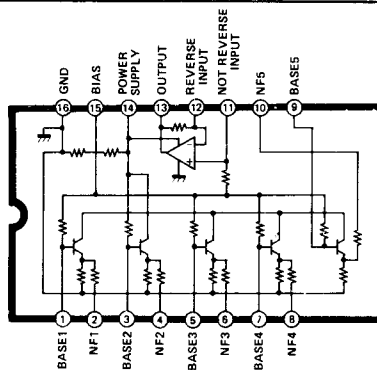 GND
BIAS
POWER
SUPPLY
OUTPUT
REVERSE
INPUT
NOT REVERSE
INPUT
NF5
BASE5
16
15
14
13
12
11
10
9
-
+
1
2
3
4
5
6
7
8
BASE1
NF1
BASE2
NF2
BASE3
NF3
BASE4
NF4